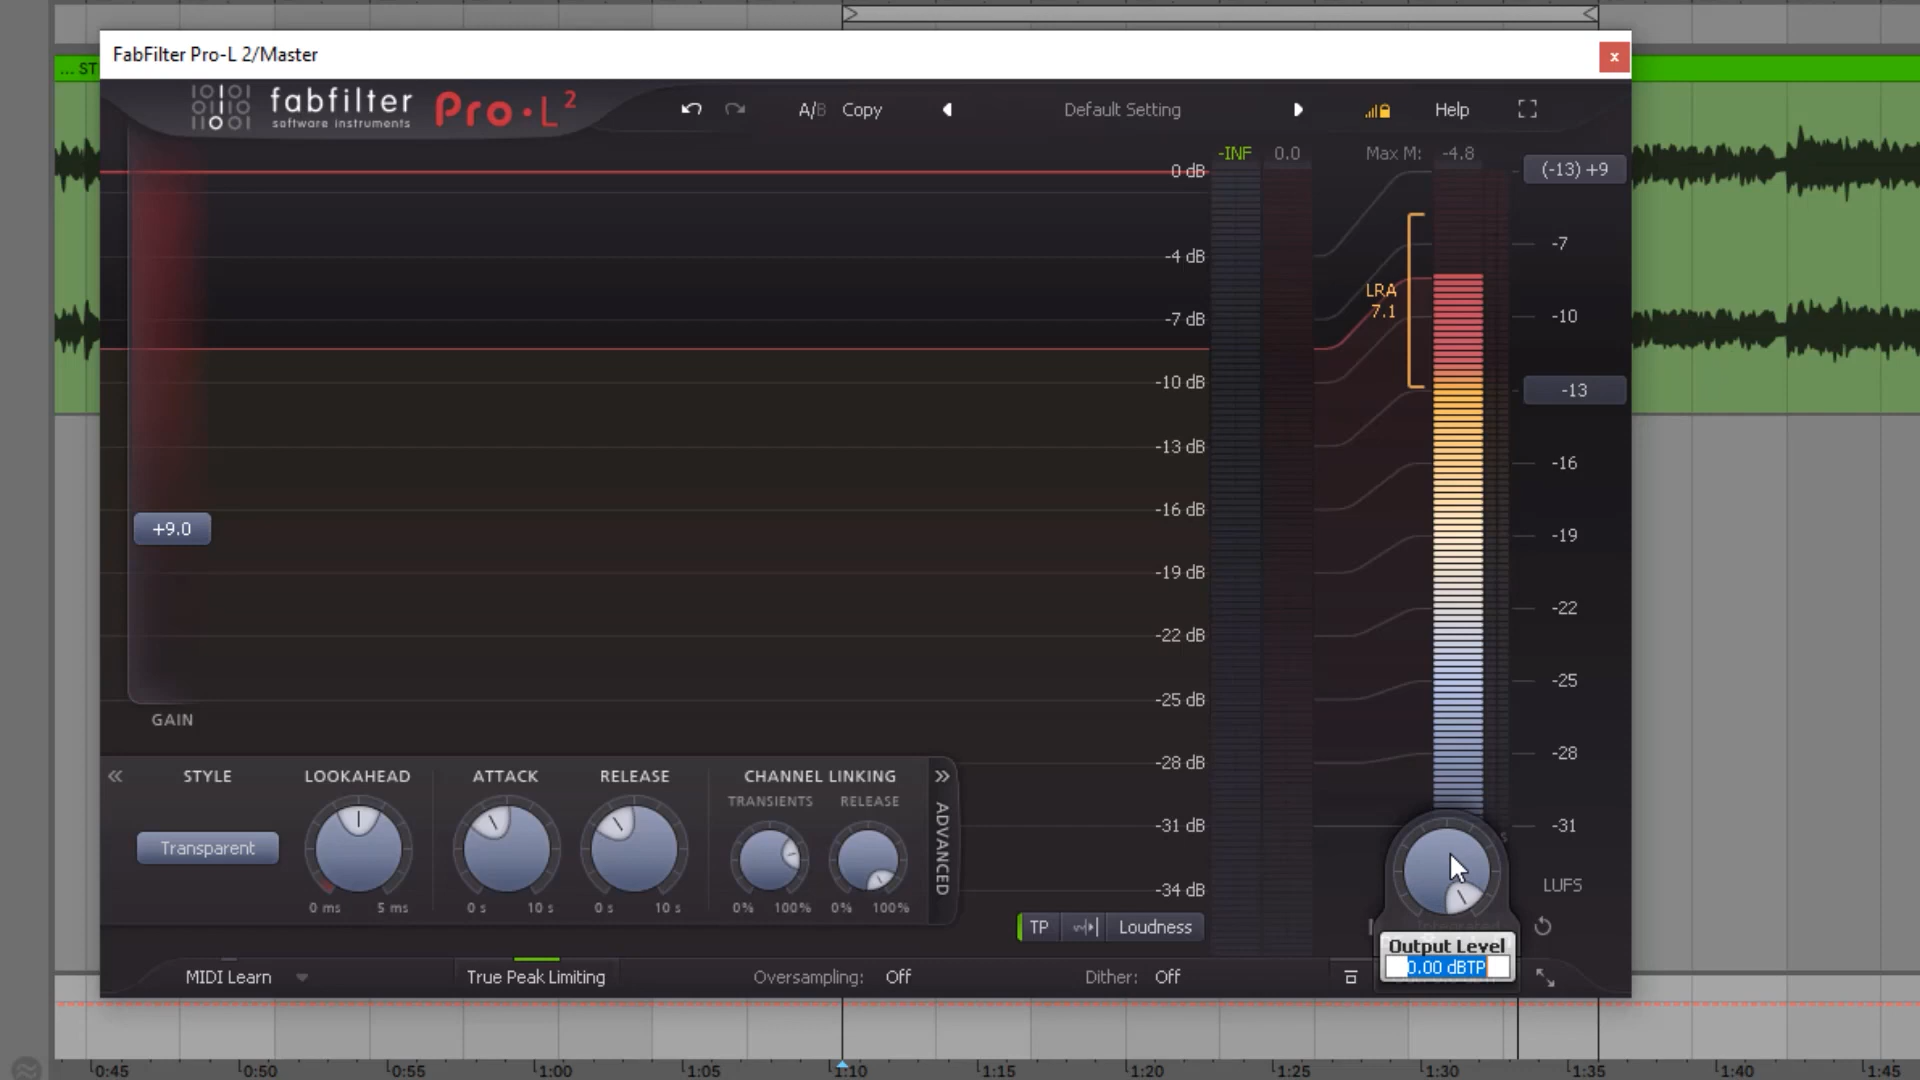 ... ST
FabFilter Pro-L 2/Master
x
fabfilter
software instruments
Pro·L 2
A/B Copy
Default Setting
Help
-INF 0.0 Max M: -4.8
0 dB
-4 dB
-7 dB
-10 dB
-13 dB
-16 dB
-19 dB
-22 dB
-25 dB
-28 dB
-31 dB
-34 dB
LRA
7.1
(-13) +9
-7
-10
-13
-16
-19
-22
-25
-28
-31
LUFS
+9.0
GAIN
STYLE LOOKAHEAD ATTACK RELEASE CHANNEL LINKING
TRANSIENTS RELEASE
Transparent
0 ms 5 ms 0 s 10 s 0 s 10 s 0% 100% 0% 100%
ADVANCED
TP Loudness
Output Level
0.00 dBTP
MIDI Learn True Peak Limiting Oversampling: Off Dither: Off
0:45 0:50 0:55 1:00 1:05 1:10 1:15 1:20 1:25 1:30 1:35 1:40 1:45